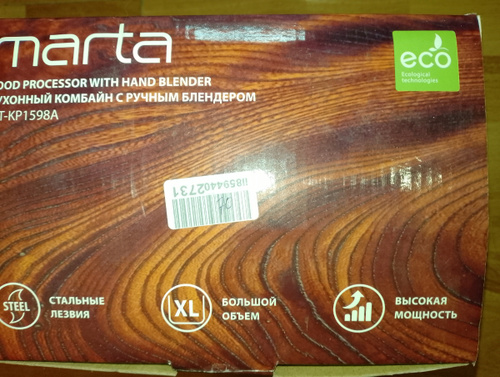 marta
eco
Ecological
technologies
OOD PROCESSOR WITH HAND BLENDER
УХОННЫЙ КОМБАЙН С РУЧНЫМ БЛЕНДЕРОМ
T-KP1598A
STEEL
СТАЛЬНЫЕ
ЛЕЗВИЯ
XL
БОЛЬШОЙ
ОБЪЕМ
ВЫСОКАЯ
МОЩНОСТЬ